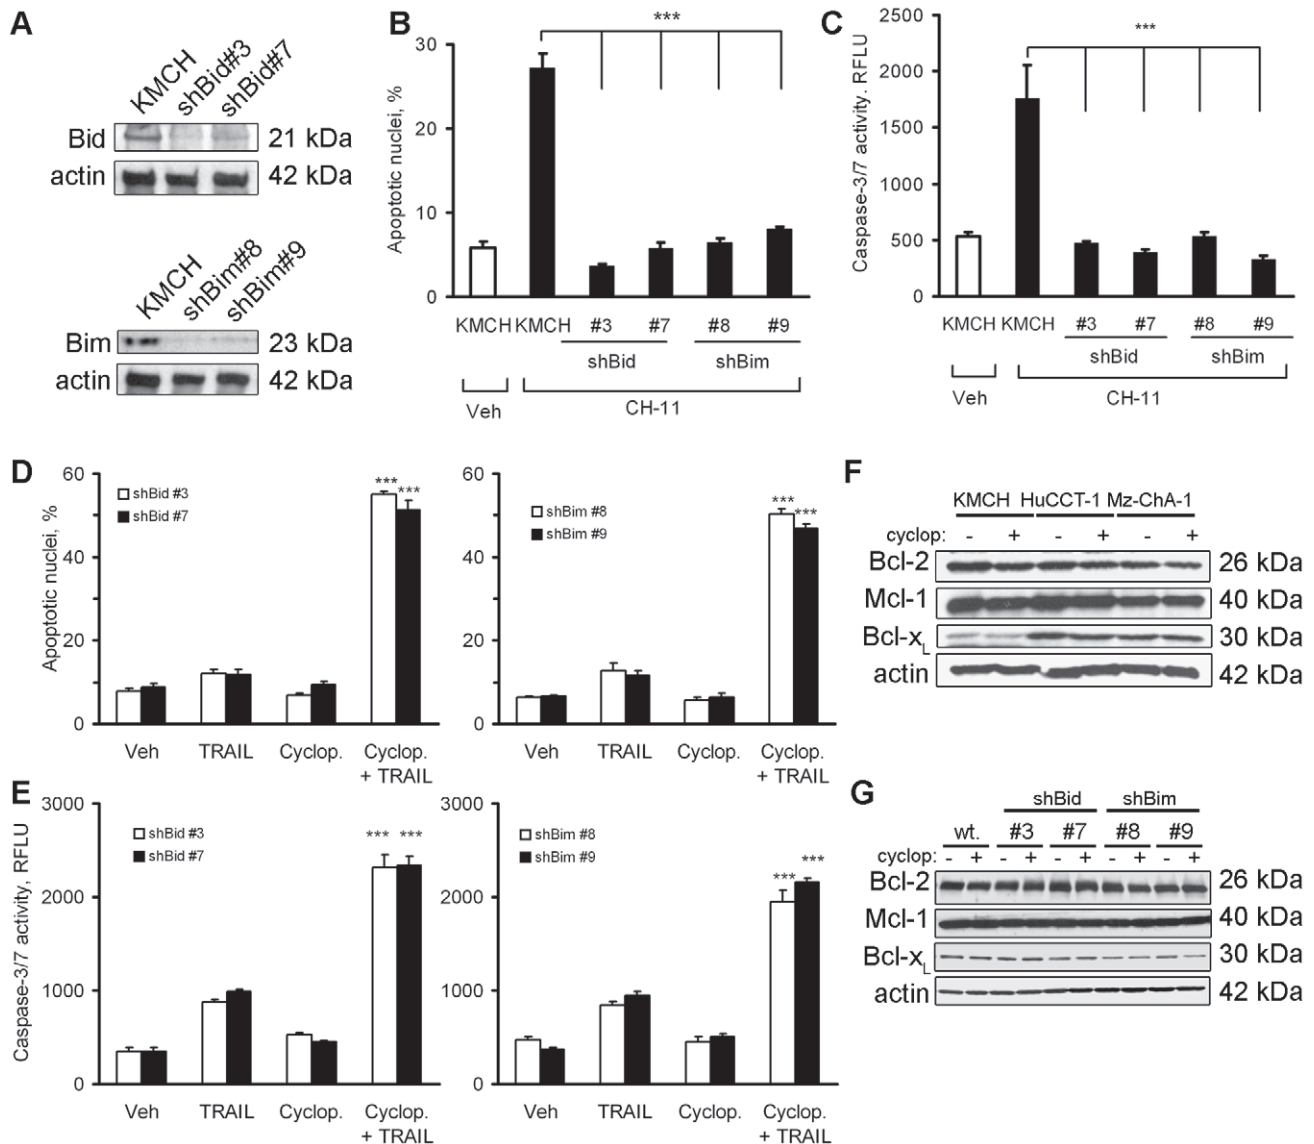 A
KMCH
shBid#3
shBid#7
Bid
21 kDa
actin
42 kDa
KMCH
shBim#8
shBim#9
Bim
23 kDa
actin
42 kDa
B
***
Apoptotic nuclei, %
30
20
10
0
KMCH KMCH #3 #7 #8 #9
shBid shBim
Veh CH-11
C
***
Caspase-3/7 activity. RFLU
2500
2000
1500
1000
500
0
KMCH KMCH #3 #7 #8 #9
shBid shBim
Veh CH-11
D
Apoptotic nuclei, %
60
40
20
0
shBid #3
shBid #7
*** ***
Veh TRAIL Cyclop. Cyclop.
+ TRAIL
60
40
20
0
shBim #8
shBim #9
*** ***
Veh TRAIL Cyclop. Cyclop.
+ TRAIL
E
Caspase-3/7 activity, RFLU
3000
2000
1000
0
shBid #3
shBid #7
*** ***
Veh TRAIL Cyclop. Cyclop.
+ TRAIL
3000
2000
1000
0
shBim #8
shBim #9
*** ***
Veh TRAIL Cyclop. Cyclop.
+ TRAIL
F
KMCH HuCCT-1 Mz-ChA-1
cyclop: - + - + - +
Bcl-2 26 kDa
Mcl-1 40 kDa
Bcl-xL 30 kDa
actin 42 kDa
G
shBid shBim
wt. #3 #7 #8 #9
cyclop: - + - + - + - + - +
Bcl-2 26 kDa
Mcl-1 40 kDa
Bcl-xL 30 kDa
actin 42 kDa